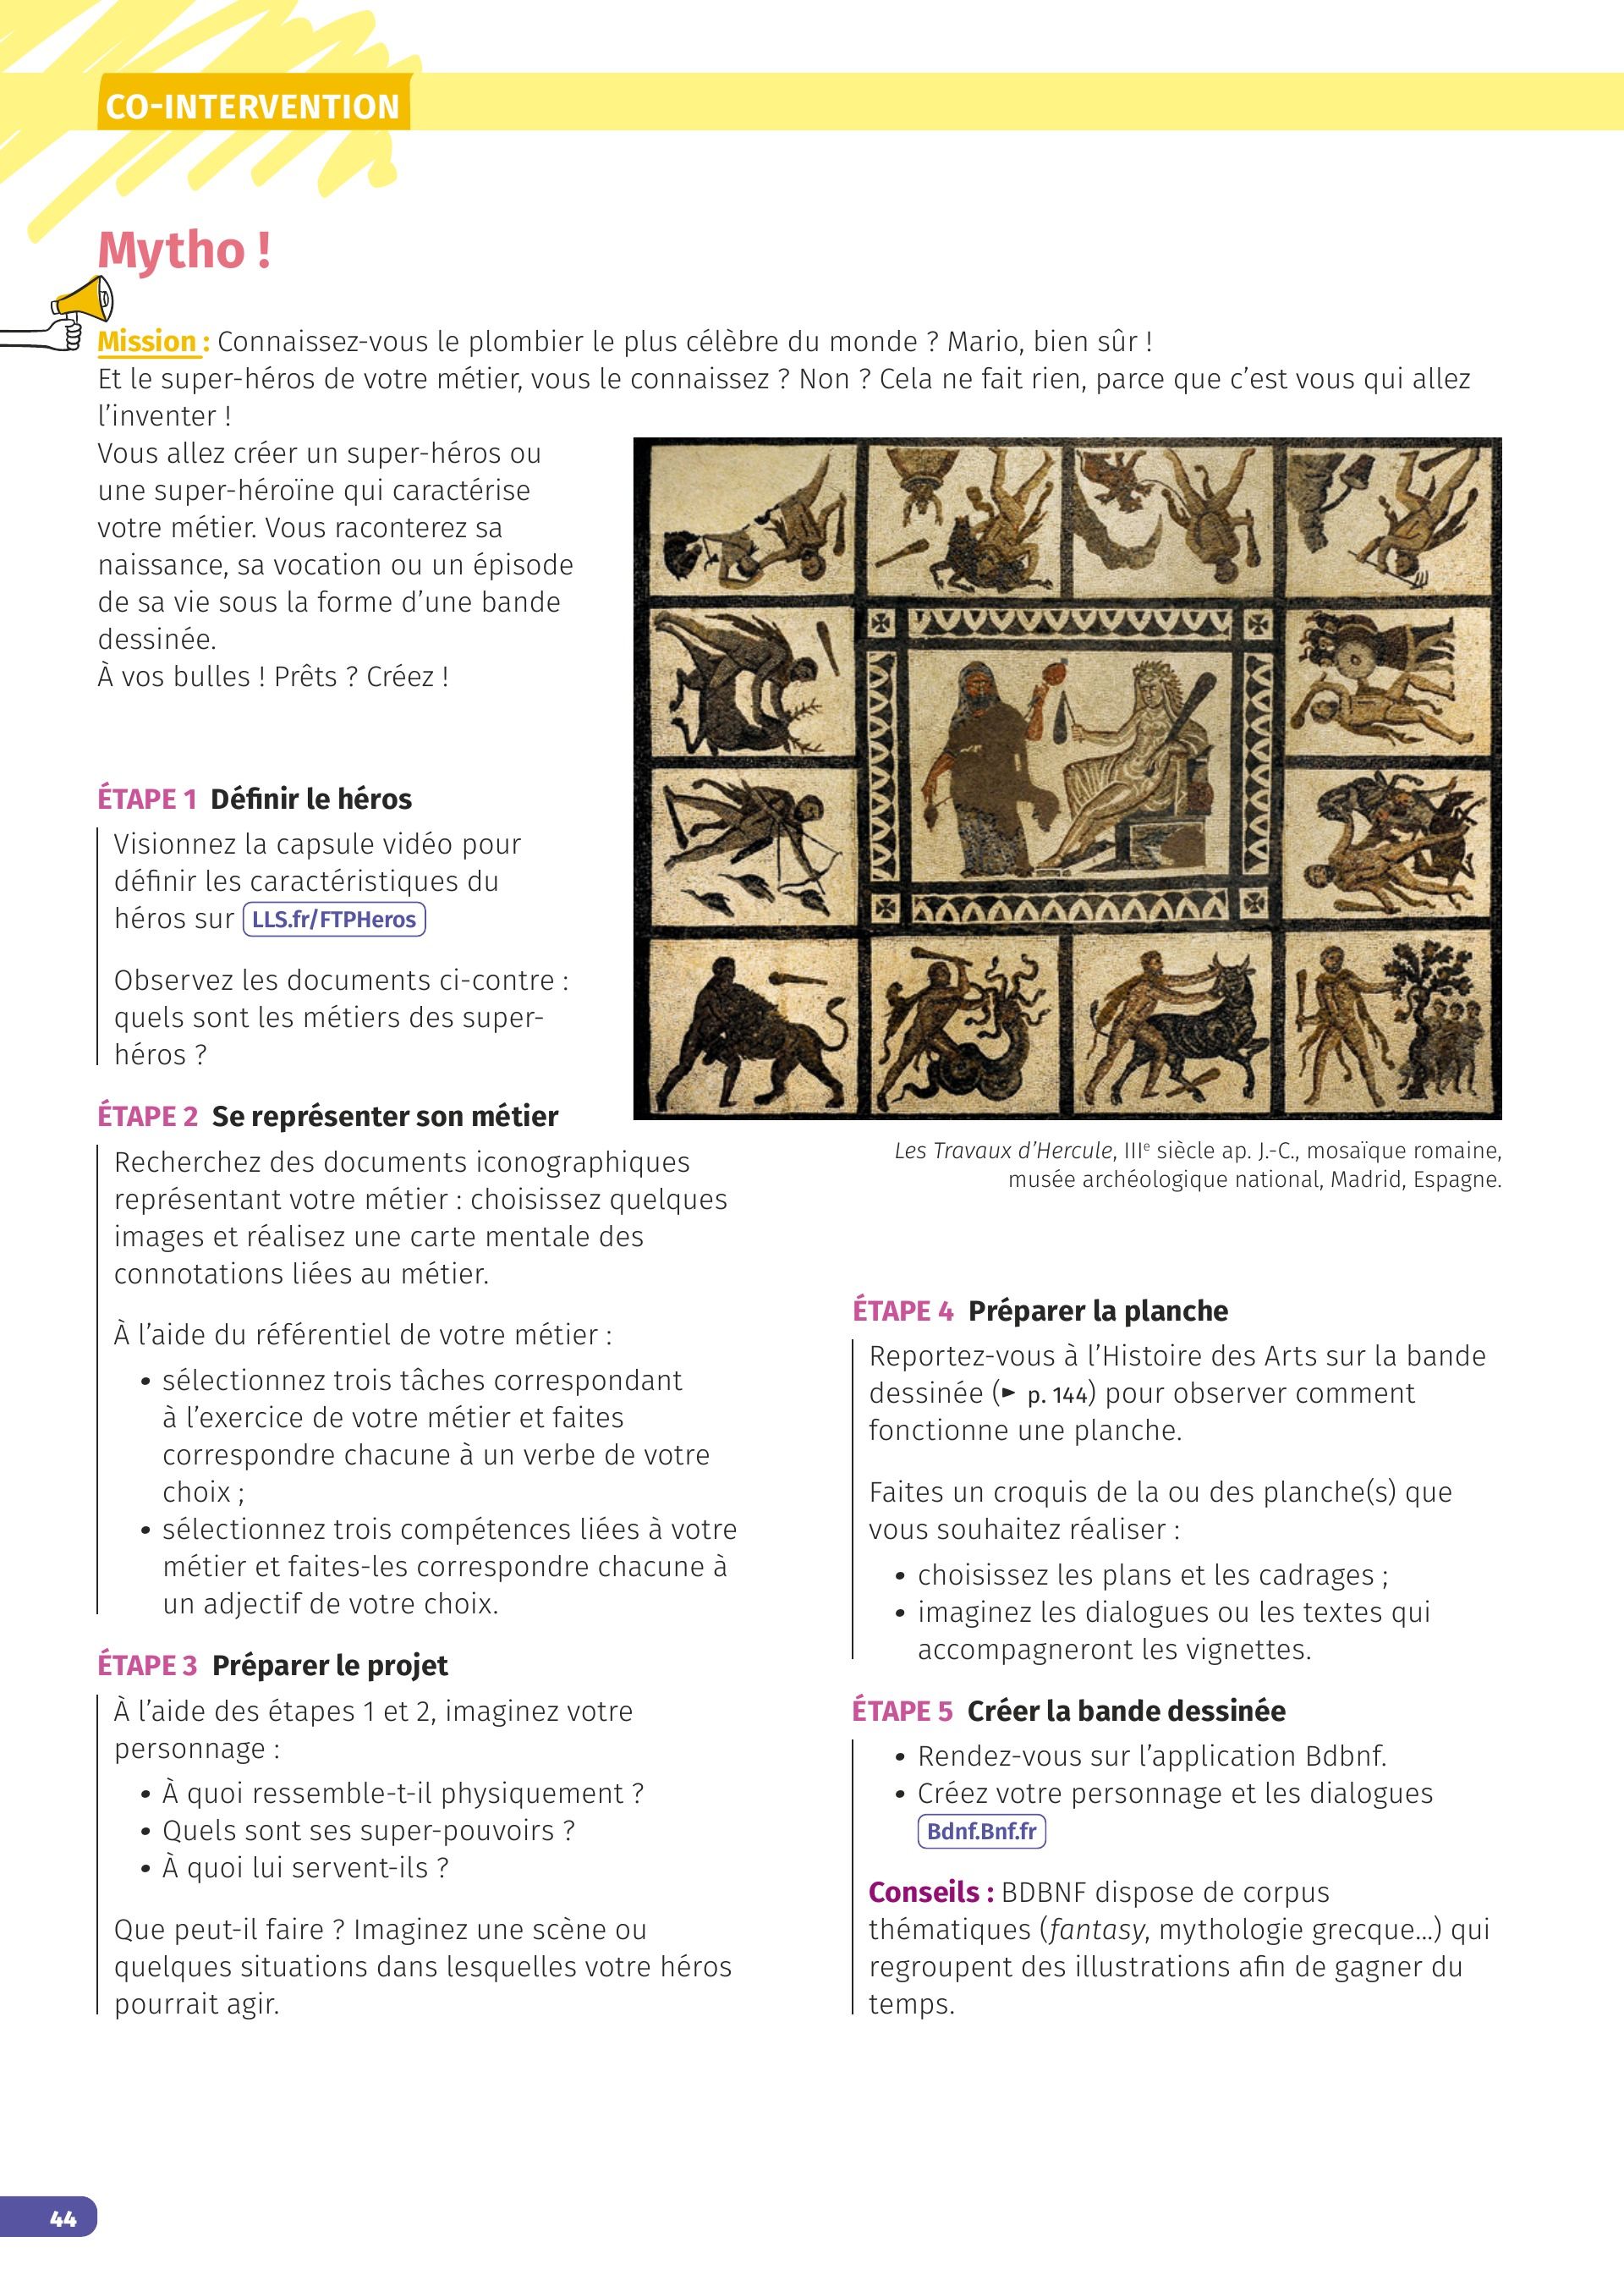 CO-INTERVENTION
Mytho !
Mission : Connaissez-vous le plombier le plus célèbre du monde ? Mario, bien sûr !
Et le super-héros de votre métier, vous le connaissez ? Non ? Cela ne fait rien, parce que c’est vous qui allez
l’inventer !
Vous allez créer un super-héros ou
une super-héroïne qui caractérise
votre métier. Vous raconterez sa
naissance, sa vocation ou un épisode
de sa vie sous la forme d’une bande
dessinée.
À vos bulles ! Prêts ? Créez !
ÉTAPE 1 Définir le héros
Visionnez la capsule vidéo pour
définir les caractéristiques du
héros sur LLS.fr/FTPHeros
Observez les documents ci-contre :
quels sont les métiers des super-
héros ?
ÉTAPE 2 Se représenter son métier
Recherchez des documents iconographiques
représentant votre métier : choisissez quelques
images et réalisez une carte mentale des
connotations liées au métier.
À l’aide du référentiel de votre métier :
• sélectionnez trois tâches correspondant
à l’exercice de votre métier et faites
correspondre chacune à un verbe de votre
choix ;
• sélectionnez trois compétences liées à votre
métier et faites-les correspondre chacune à
un adjectif de votre choix.
ÉTAPE 3 Préparer le projet
À l’aide des étapes 1 et 2, imaginez votre
personnage :
• À quoi ressemble-t-il physiquement ?
• Quels sont ses super-pouvoirs ?
• À quoi lui servent-ils ?
Que peut-il faire ? Imaginez une scène ou
quelques situations dans lesquelles votre héros
pourrait agir.
Les Travaux d’Hercule, IIIe siècle ap. J.-C., mosaïque romaine,
musée archéologique national, Madrid, Espagne.
ÉTAPE 4 Préparer la planche
Reportez-vous à l’Histoire des Arts sur la bande
dessinée (► p. 144) pour observer comment
fonctionne une planche.
Faites un croquis de la ou des planche(s) que
vous souhaitez réaliser :
• choisissez les plans et les cadrages ;
• imaginez les dialogues ou les textes qui
accompagneront les vignettes.
ÉTAPE 5 Créer la bande dessinée
• Rendez-vous sur l’application Bdbnf.
• Créez votre personnage et les dialogues
Bdnf.Bnf.fr
Conseils : BDBNF dispose de corpus
thématiques (fantasy, mythologie grecque...) qui
regroupent des illustrations afin de gagner du
temps.
44